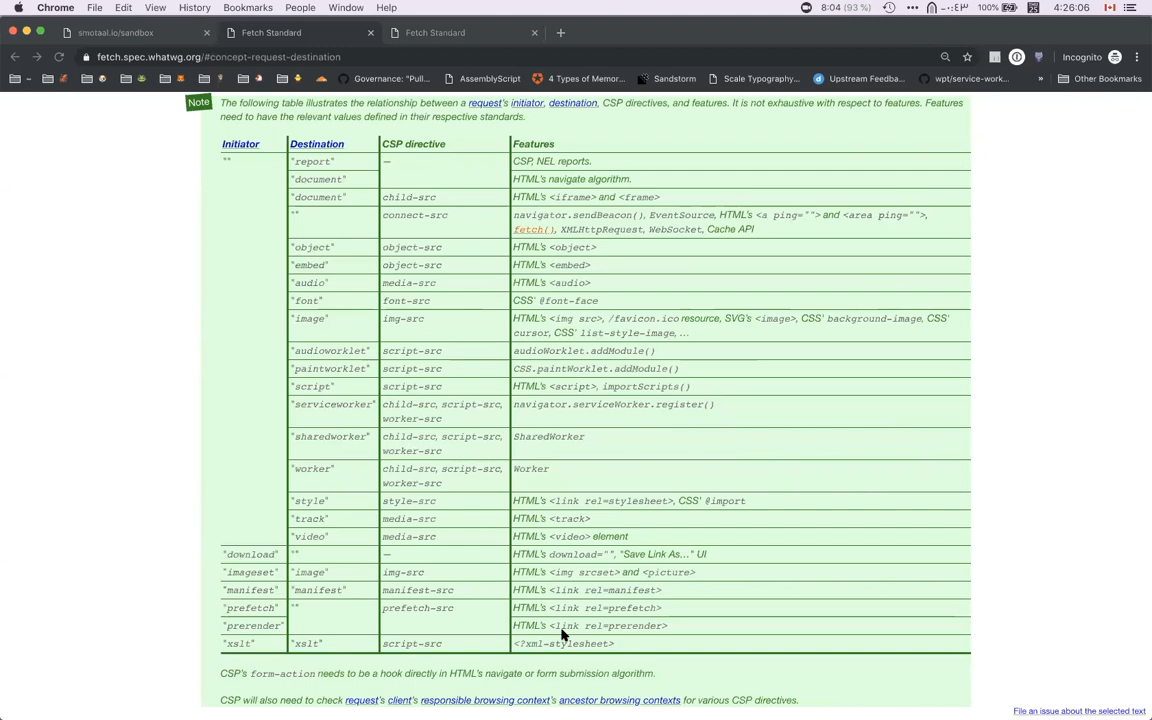 Chrome File Edit View History Bookmarks People Window Help 8:04 (93 %) 100% 4:26:06
smotaal.io/sandbox Fetch Standard Fetch Standard
fetch.spec.whatwg.org/#concept-request-destination Incognito
Governance: "Pull... AssemblyScript 4 Types of Memor... Sandstorm Scale Typography... Upstream Feedba... wpt/service-work... » Other Bookmarks
Note The following table illustrates the relationship between a request's initiator, destination, CSP directives, and features. It is not exhaustive with respect to features. Features
need to have the relevant values defined in their respective standards.
Initiator Destination CSP directive Features
"" "report" — CSP, NEL reports.
"document" HTML's navigate algorithm.
"document" child-src HTML's <iframe> and <frame>
"" connect-src navigator.sendBeacon(), EventSource, HTML's <a ping=""> and <area ping="">,
fetch(), XMLHttpRequest, WebSocket, Cache API
"object" object-src HTML's <object>
"embed" object-src HTML's <embed>
"audio" media-src HTML's <audio>
"font" font-src CSS' @font-face
"image" img-src HTML's <img src>, /favicon.ico resource, SVG's <image>, CSS' background-image, CSS'
cursor, CSS' list-style-image, …
"audioworklet" script-src audioWorklet.addModule()
"paintworklet" script-src CSS.paintWorklet.addModule()
"script" script-src HTML's <script>, importScripts()
"serviceworker" child-src, script-src, navigator.serviceWorker.register()
worker-src
"sharedworker" child-src, script-src, SharedWorker
worker-src
"worker" child-src, script-src, Worker
worker-src
"style" style-src HTML's <link rel=stylesheet>, CSS' @import
"track" media-src HTML's <track>
"video" media-src HTML's <video> element
"download" "" — HTML's download="", "Save Link As…" UI
"imageset" "image" img-src HTML's <img srcset> and <picture>
"manifest" "manifest" manifest-src HTML's <link rel=manifest>
"prefetch" "" prefetch-src HTML's <link rel=prefetch>
"prerender" HTML's <link rel=prerender>
"xslt" "xslt" script-src <?xml-stylesheet>
CSP's form-action needs to be a hook directly in HTML's navigate or form submission algorithm.
CSP will also need to check request's client's responsible browsing context's ancestor browsing contexts for various CSP directives.
File an issue about the selected text